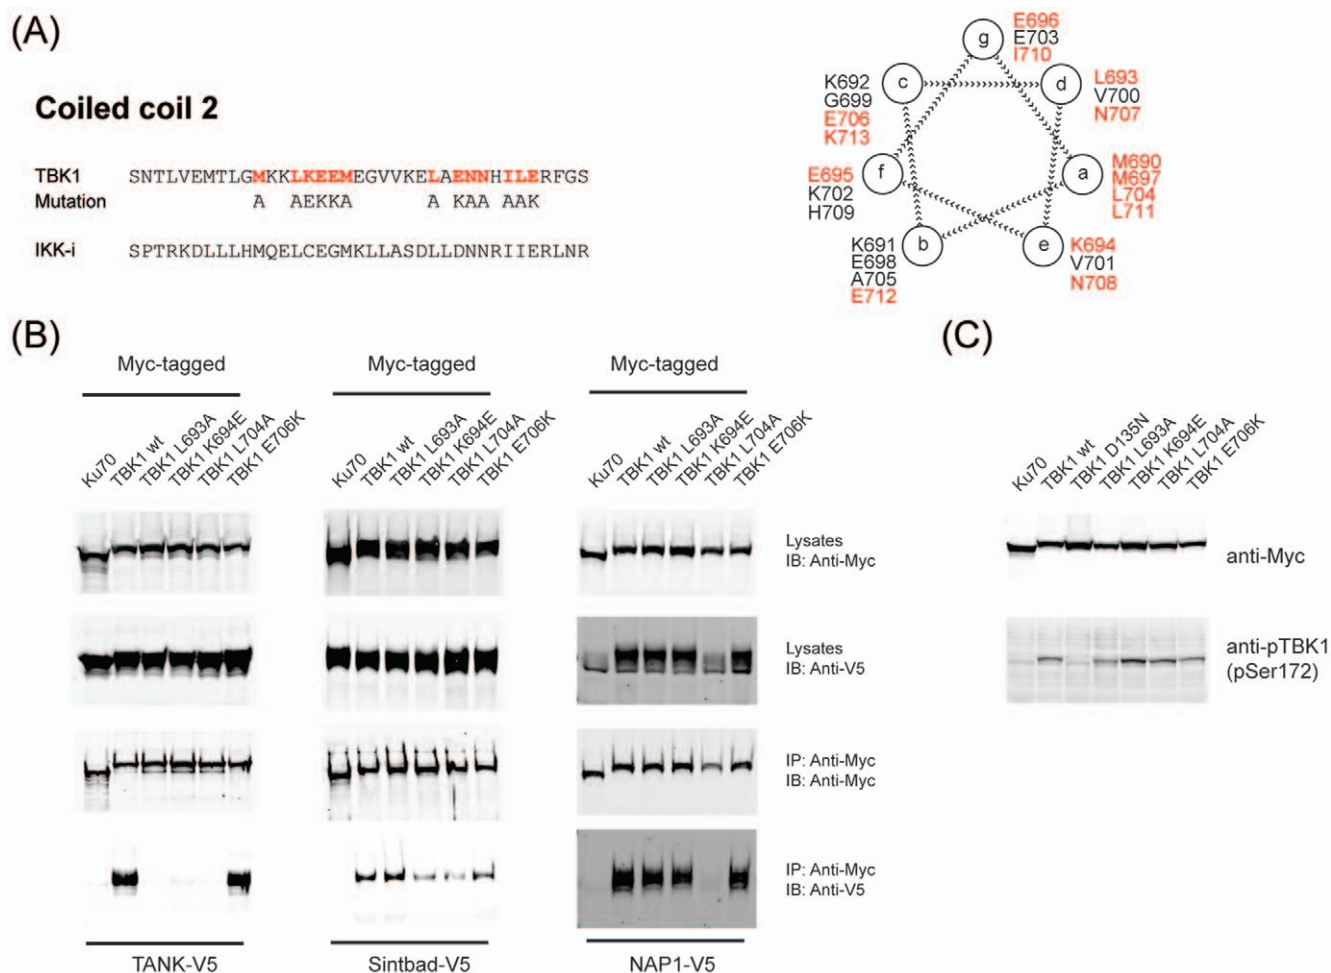 (A)
Coiled coil 2
TBK1 SNTLVEMTLGMKKLKEEMEGVVKELAENNHILERFGS
Mutation A AEKKA A KAA AAK
IKK-i SPTRKDLLLHMQELCEGMKLLASDLLDNNRIIERLNR
g
E696
E703
I710
c
K692
G699
E706
K713
d
L693
V700
N707
f
E695
K702
H709
a
M690
M697
L704
L711
b
K691
E698
A705
E712
e
K694
V701
N708
(B)
Myc-tagged
Myc-tagged
Myc-tagged
Ku70
TBK1 wt
TBK1 L693A
TBK1 K694E
TBK1 L704A
TBK1 E706K
Ku70
TBK1 wt
TBK1 L693A
TBK1 K694E
TBK1 L704A
TBK1 E706K
Ku70
TBK1 wt
TBK1 L693A
TBK1 K694E
TBK1 L704A
TBK1 E706K
Lysates
IB: Anti-Myc
Lysates
IB: Anti-V5
IP: Anti-Myc
IB: Anti-Myc
IP: Anti-Myc
IB: Anti-V5
TANK-V5
Sintbad-V5
NAP1-V5
(C)
Ku70
TBK1 wt
TBK1 D135N
TBK1 L693A
TBK1 K694E
TBK1 L704A
TBK1 E706K
anti-Myc
anti-pTBK1
(pSer172)